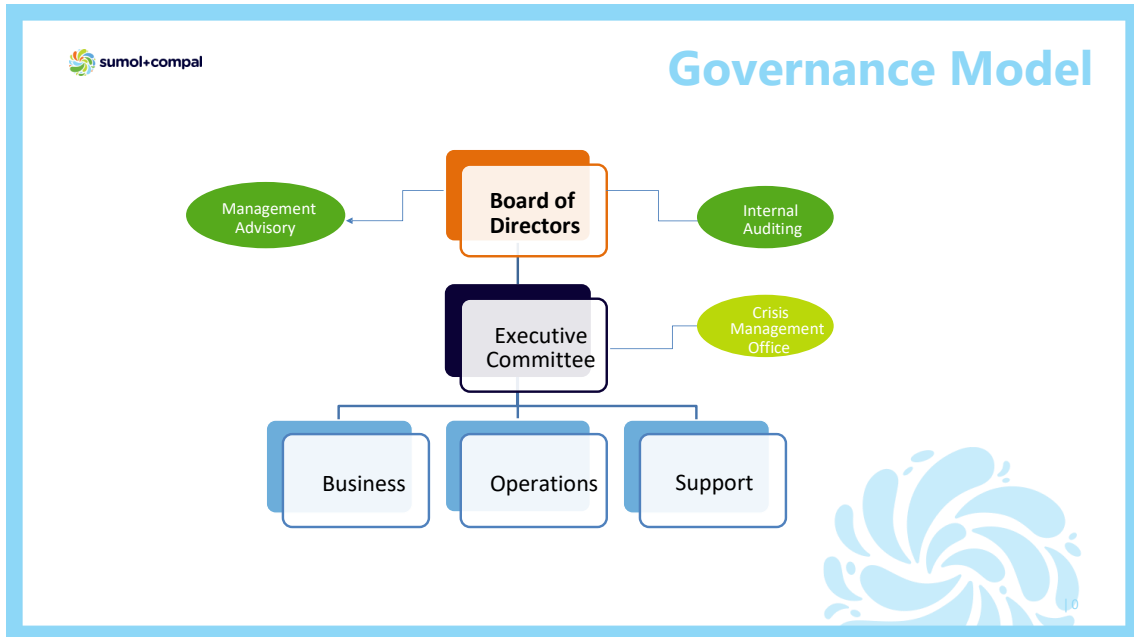 sumol+compal
Governance Model
Board of
Directors
Management
Advisory
Internal
Auditing
Executive
Committee
Crisis
Management
Office
Business
Operations
Support
| 0